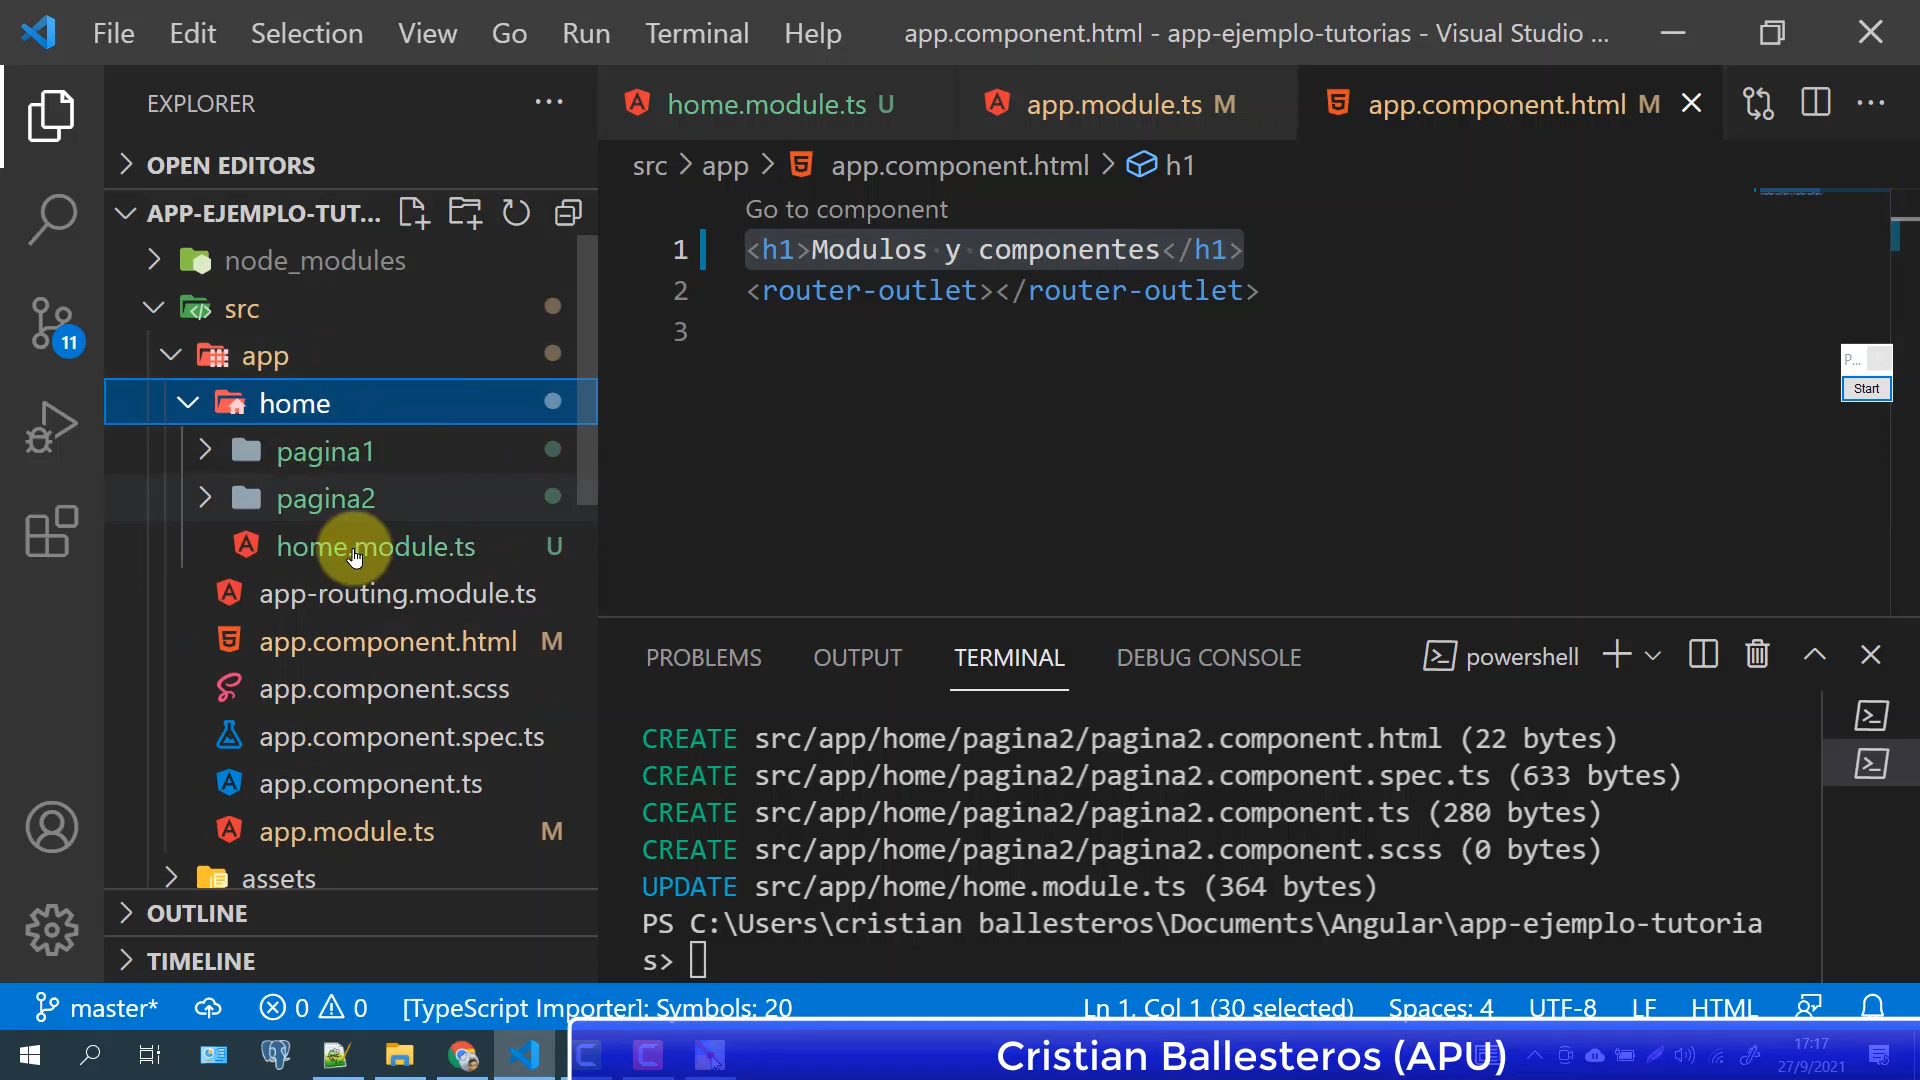 File Edit Selection View Go Run Terminal Help app.component.html - app-ejemplo-tutorias - Visual Studio ...
EXPLORER
OPEN EDITORS
APP-EJEMPLO-TUT...
node_modules
src
app
home
pagina1
pagina2
home.module.ts U
app-routing.module.ts
app.component.html M
app.component.scss
app.component.spec.ts
app.component.ts
app.module.ts M
assets
OUTLINE
TIMELINE
11
home.module.ts U app.module.ts M app.component.html M
src > app > app.component.html > h1
Go to component
1 <h1>Modulos y componentes</h1>
2 <router-outlet></router-outlet>
3
P...
Start
PROBLEMS OUTPUT TERMINAL DEBUG CONSOLE powershell
CREATE src/app/home/pagina2/pagina2.component.html (22 bytes)
CREATE src/app/home/pagina2/pagina2.component.spec.ts (633 bytes)
CREATE src/app/home/pagina2/pagina2.component.ts (280 bytes)
CREATE src/app/home/pagina2/pagina2.component.scss (0 bytes)
UPDATE src/app/home/home.module.ts (364 bytes)
PS C:\Users\cristian ballesteros\Documents\Angular\app-ejemplo-tutoria
s>
master* 0 0 [TypeScript Importer]: Symbols: 20 Ln 1, Col 1 (30 selected) Spaces: 4 UTF-8 LF HTML
Cristian Ballesteros (APU)
17:17
27/9/2021